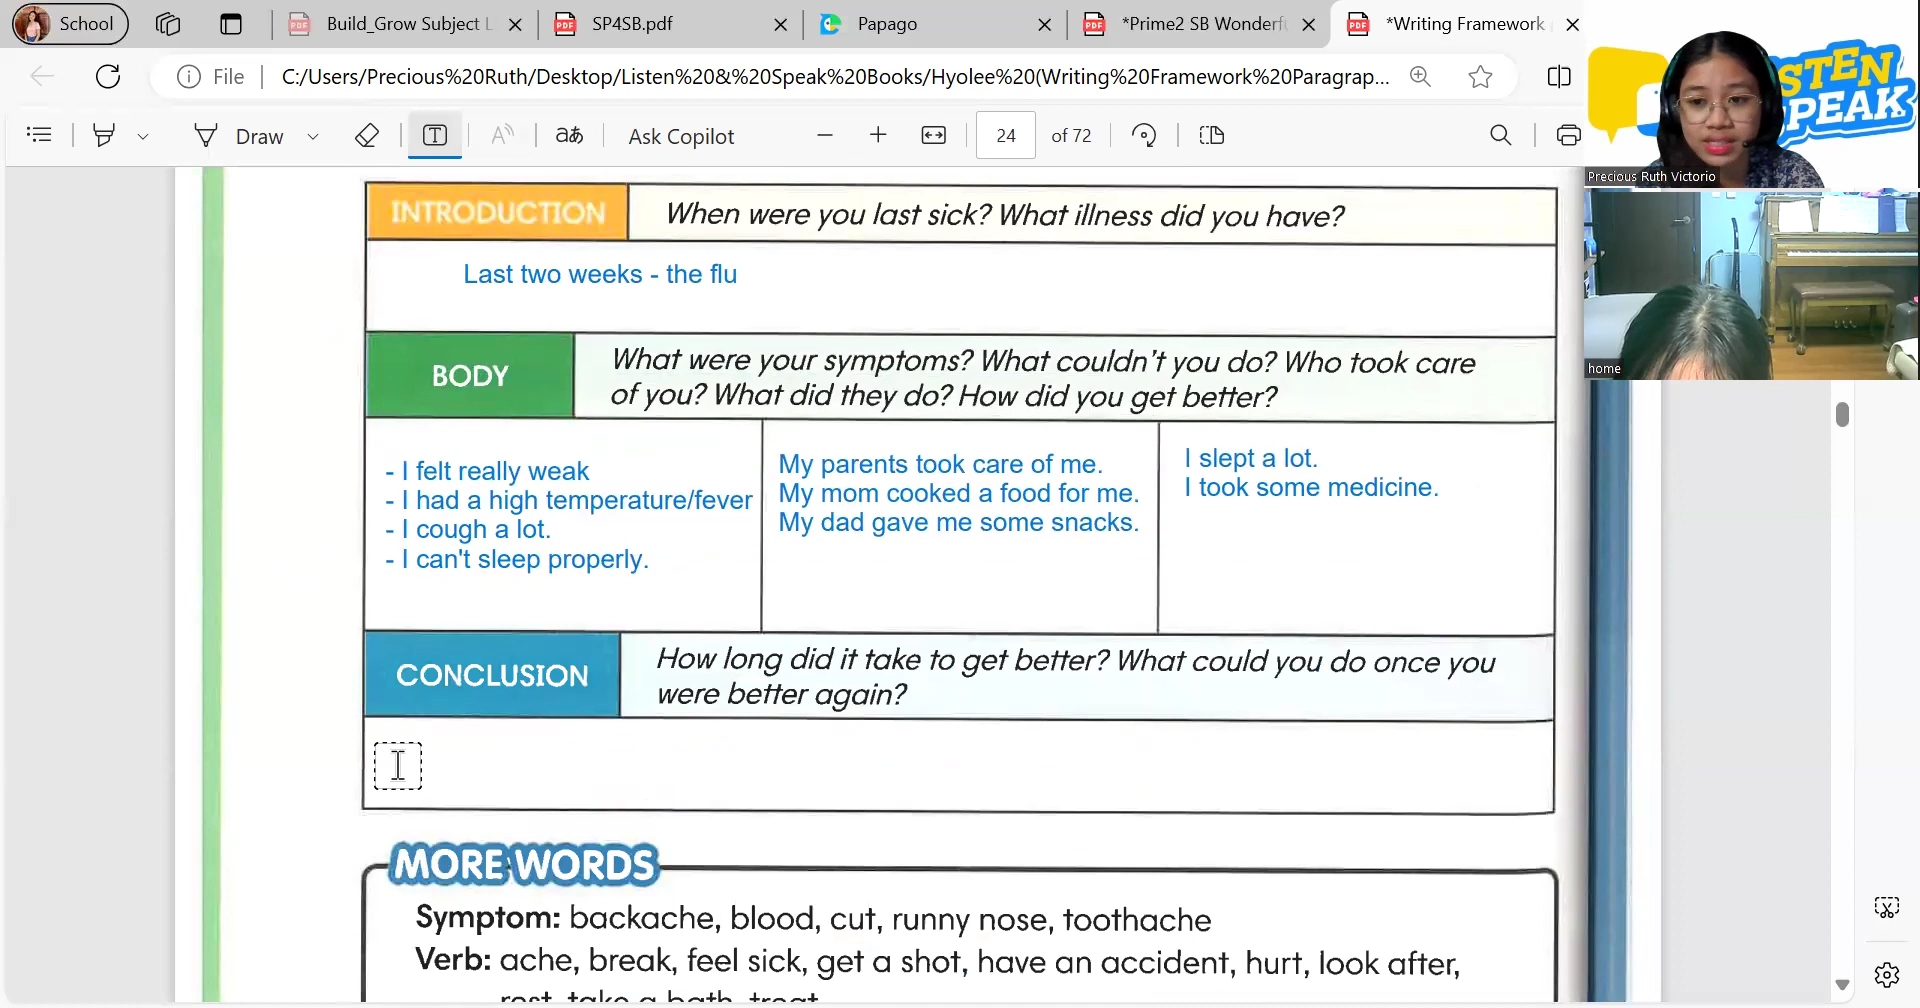 School
Build_Grow Subject L
SP4SB.pdf
Papago
*Prime2 SB Wonderfu
*Writing Framework
File
C:/Users/Precious%20Ruth/Desktop/Listen%20&%20Speak%20Books/Hyolee%20(Writing%20Framework%20Paragrap...
Draw
Ask Copilot
24
of 72
STEN
PEAK
Precious Ruth Victorio
home
INTRODUCTION
When were you last sick? What illness did you have?
Last two weeks - the flu
BODY
What were your symptoms? What couldn't you do? Who took care
of you? What did they do? How did you get better?
- I felt really weak
- I had a high temperature/fever
- I cough a lot.
- I can't sleep properly.
My parents took care of me.
My mom cooked a food for me.
My dad gave me some snacks.
I slept a lot.
I took some medicine.
CONCLUSION
How long did it take to get better? What could you do once you
were better again?
MORE WORDS
Symptom: backache, blood, cut, runny nose, toothache
Verb: ache, break, feel sick, get a shot, have an accident, hurt, look after,
rest, take a bath, treat